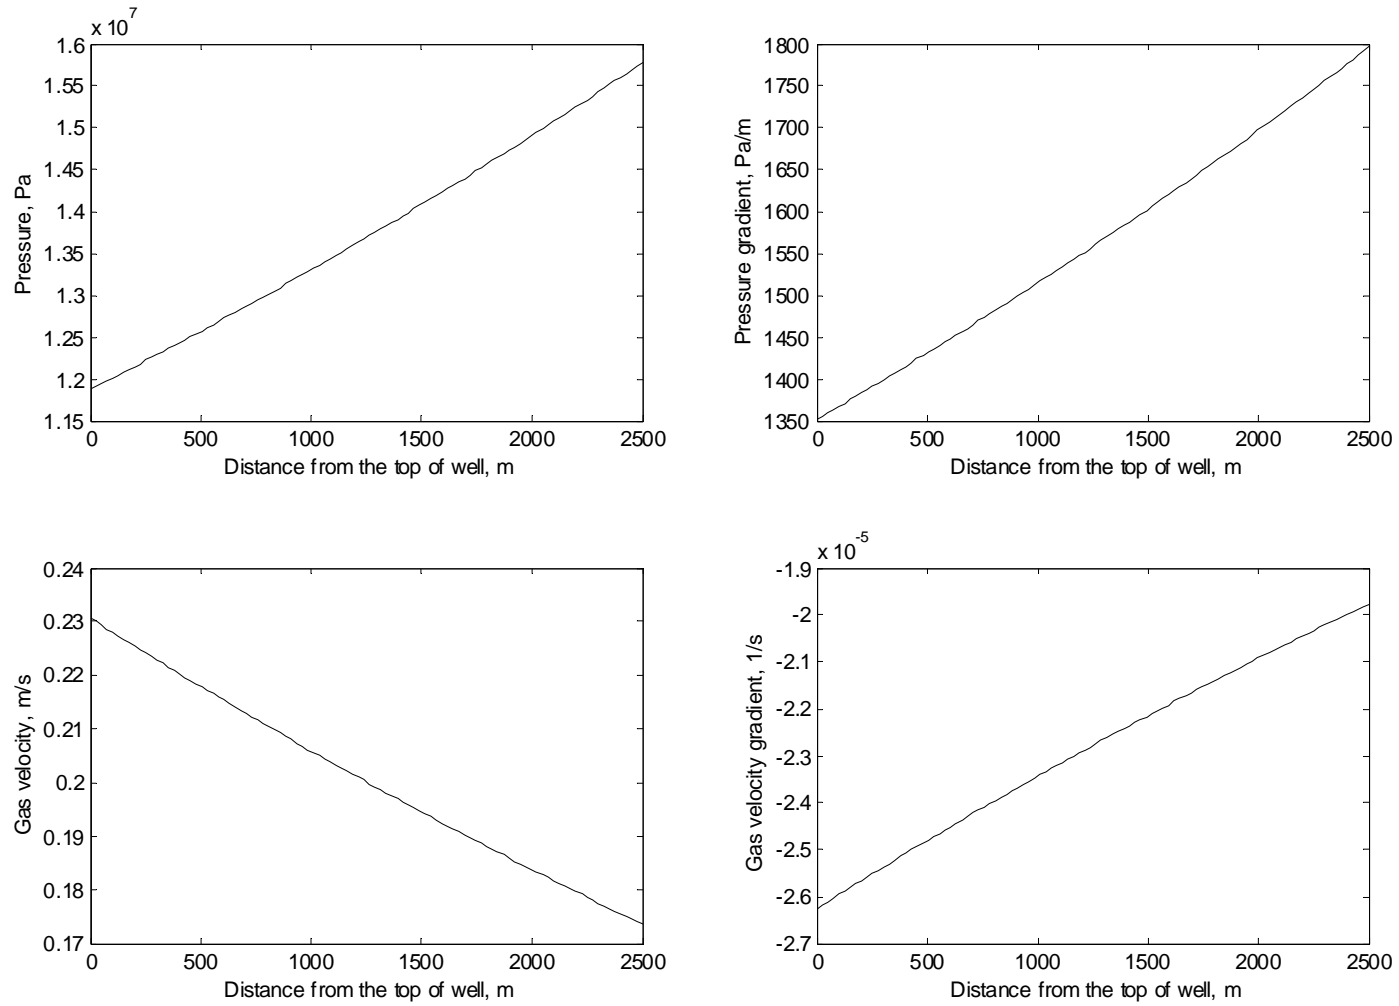 x 10^7
1.6
1.55
1.5
1.45
1.4
1.35
1.3
1.25
1.2
1.15
Pressure, Pa
0 500 1000 1500 2000 2500
Distance from the top of well, m
1800
1750
1700
1650
1600
1550
1500
1450
1400
1350
Pressure gradient, Pa/m
0 500 1000 1500 2000 2500
Distance from the top of well, m
0.24
0.23
0.22
0.21
0.2
0.19
0.18
0.17
Gas velocity, m/s
0 500 1000 1500 2000 2500
Distance from the top of well, m
x 10^-5
-1.9
-2
-2.1
-2.2
-2.3
-2.4
-2.5
-2.6
-2.7
Gas velocity gradient, 1/s
0 500 1000 1500 2000 2500
Distance from the top of well, m